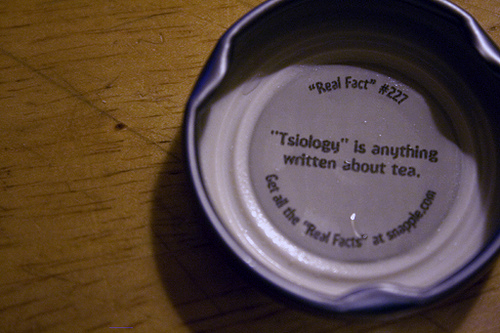 "Real Fact" #227
"Tsiology" is anything
written about tea.
Get all the "Real Facts" at snapple.com